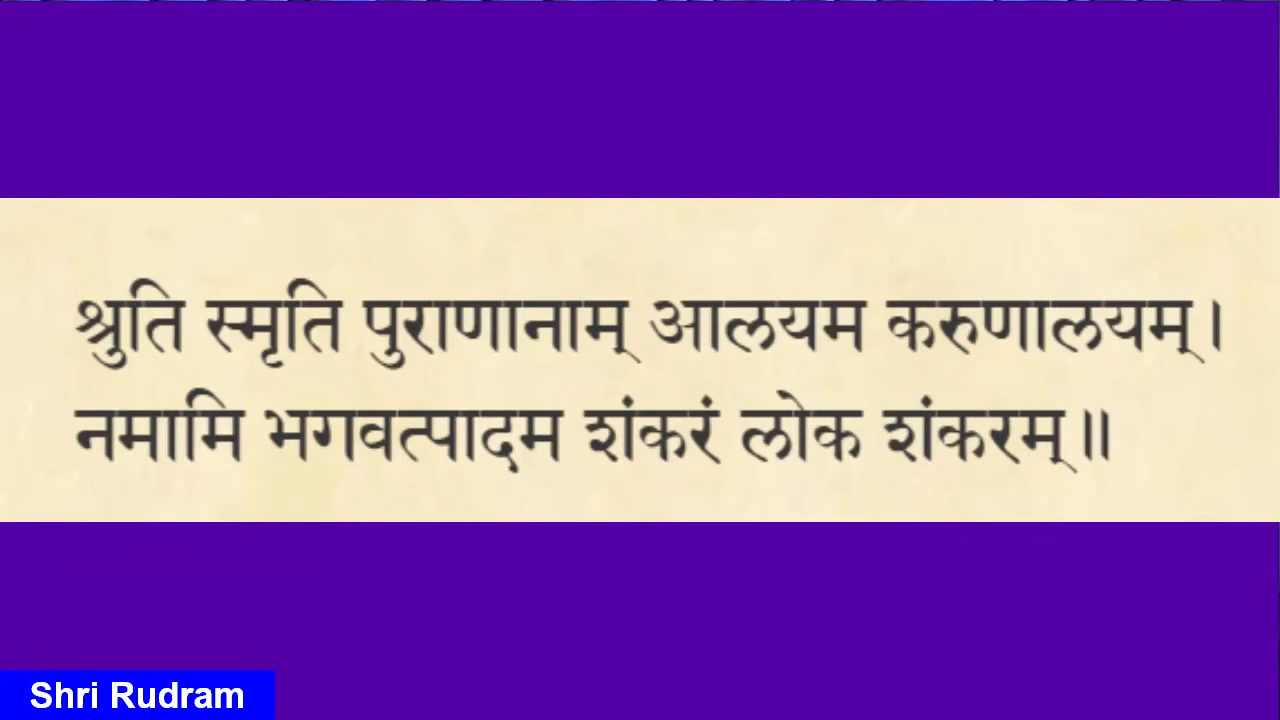 श्रुति स्मृति पुराणानाम् आलयम करुणालयम्।
नमामि भगवत्पादम शंकरं लोक शंकरम्॥
Shri Rudram